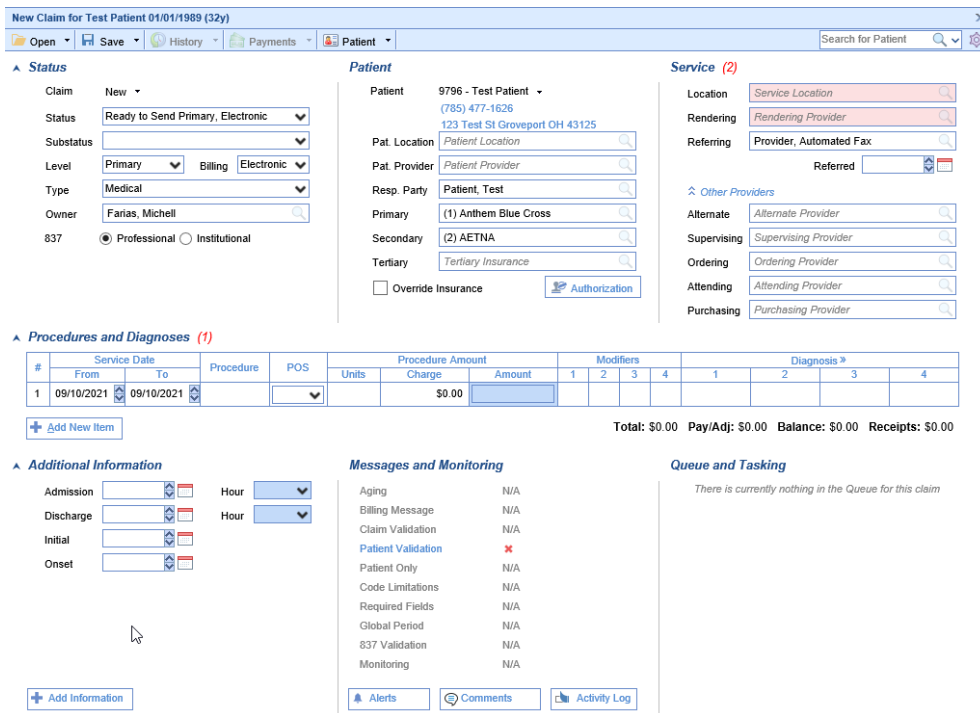 New Claim for Test Patient 01/01/1989 (32y)
Open Save History Payments Patient Search for Patient
Status
Claim New
Status Ready to Send Primary, Electronic
Substatus
Level Primary Billing Electronic
Type Medical
Owner Farias, Michell
837 Professional Institutional
Patient
Patient 9796 - Test Patient
(785) 477-1626
123 Test St Groveport OH 43125
Pat. Location Patient Location
Pat. Provider Patient Provider
Resp. Party Patient, Test
Primary (1) Anthem Blue Cross
Secondary (2) AETNA
Tertiary Tertiary Insurance
Override Insurance Authorization
Service (2)
Location Service Location
Rendering Rendering Provider
Referring Provider, Automated Fax
Referred
Other Providers
Alternate Alternate Provider
Supervising Supervising Provider
Ordering Ordering Provider
Attending Attending Provider
Purchasing Purchasing Provider
Procedures and Diagnoses (1)
# Service Date Procedure POS Procedure Amount Modifiers Diagnosis »
From To Units Charge Amount 1 2 3 4 1 2 3 4
1 09/10/2021 09/10/2021 $0.00
Add New Item Total: $0.00 Pay/Adj: $0.00 Balance: $0.00 Receipts: $0.00
Additional Information
Admission Hour
Discharge Hour
Initial
Onset
Add Information
Messages and Monitoring
Aging N/A
Billing Message N/A
Claim Validation N/A
Patient Validation
Patient Only N/A
Code Limitations N/A
Required Fields N/A
Global Period N/A
837 Validation N/A
Monitoring N/A
Alerts Comments Activity Log
Queue and Tasking
There is currently nothing in the Queue for this claim